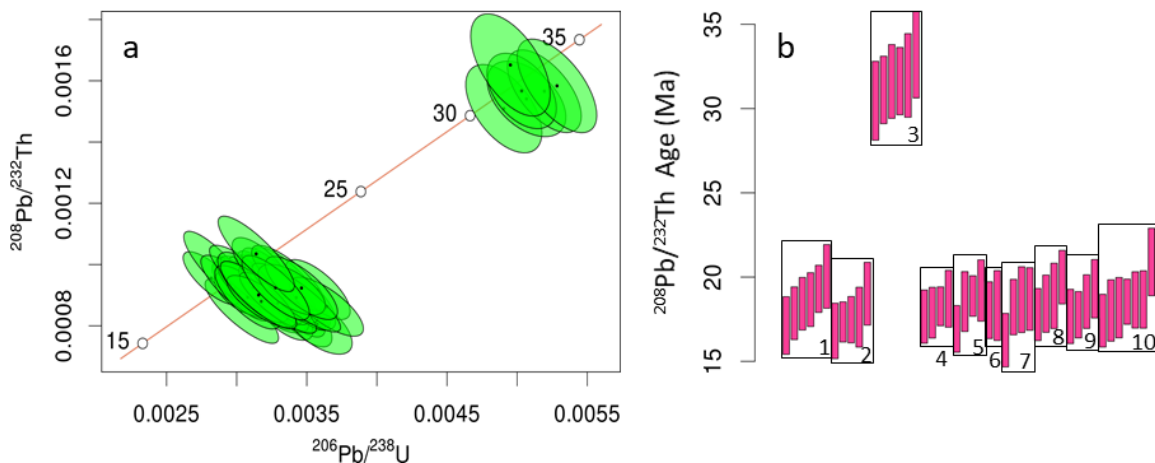 a
35
30
25
15
0.0016
0.0012
0.0008
²⁰⁸Pb/²³²Th
0.0025 0.0035 0.0045 0.0055
²⁰⁶Pb/²³⁸U
b
35
30
25
20
15
²⁰⁸Pb/²³²Th Age (Ma)
3
1 2 4 5 6 7 8 9 10